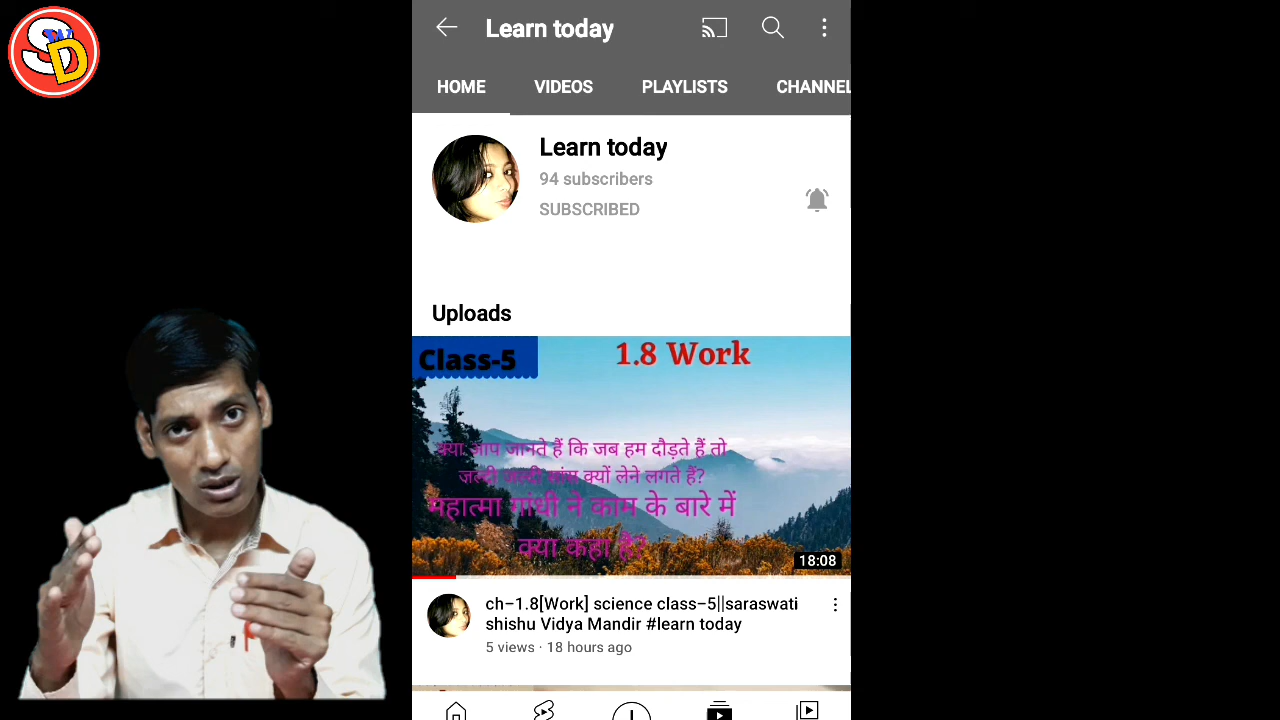 S TAZ D
Learn today
HOME VIDEOS PLAYLISTS CHANNEL
Learn today
94 subscribers
SUBSCRIBED
Uploads
Class-5
1.8 Work
क्या आप जानते हैं कि जब हम दौड़ते हैं तो
जल्दी जल्दी सांस क्यों लेने लगते हैं?
महात्मा गांधी ने काम के बारे में
क्या कहा है?
18:08
ch-1.8[Work] science class-5||saraswati
shishu Vidya Mandir #learn today
5 views · 18 hours ago